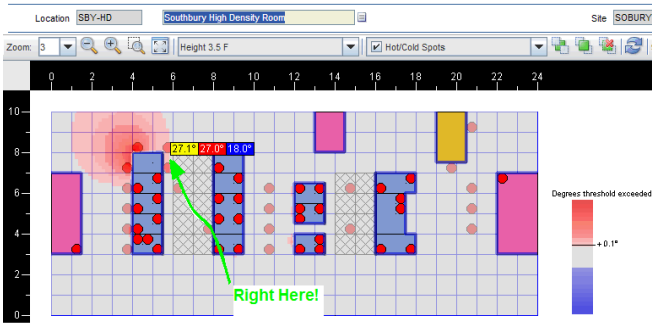 Location SBY-HD Southbury High Density Room Site SOBURY
Zoom: 3 Height 3.5 F Hot/Cold Spots
0 2 4 6 8 10 12 14 16 18 20 22 24
10
27.1° 27.0° 18.0°
8
6
Degrees threshold exceeded
4
+ 0.1°
2
Right Here!
0